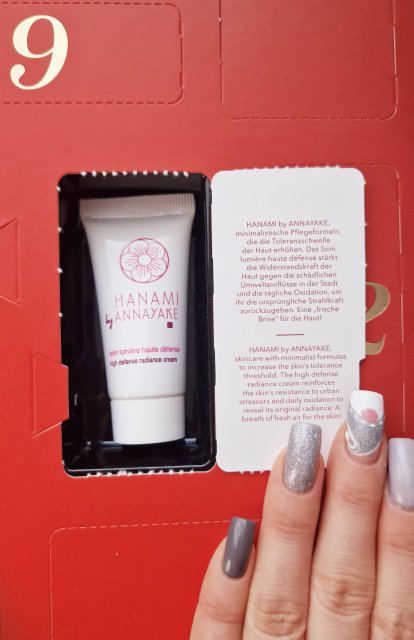 9
HANAMI
by ANNAYAKE
soin lumière haute défense
high defense radiance cream
HANAMI by ANNAYAKE,
minimalistische Pflegeformeln,
die die Toleranzschwelle
der Haut erhöhen. Das Soin
lumière haute défense stärkt
die Widerstandskraft der
Haut gegen die schädlichen
Umwelteinflüsse in der Stadt
und die tägliche Oxidation, um
ihr die ursprüngliche Strahlkraft
zurückzugeben. Eine „frische
Brise“ für die Haut!
HANAMI by ANNAYAKE,
skincare with minimalist formulas
to increase the skin's tolerance
threshold. The high defense
radiance cream reinforces
the skin's resistance to urban
stressors and daily oxidation to
reveal its original radiance. A
breath of fresh air for the skin!
2